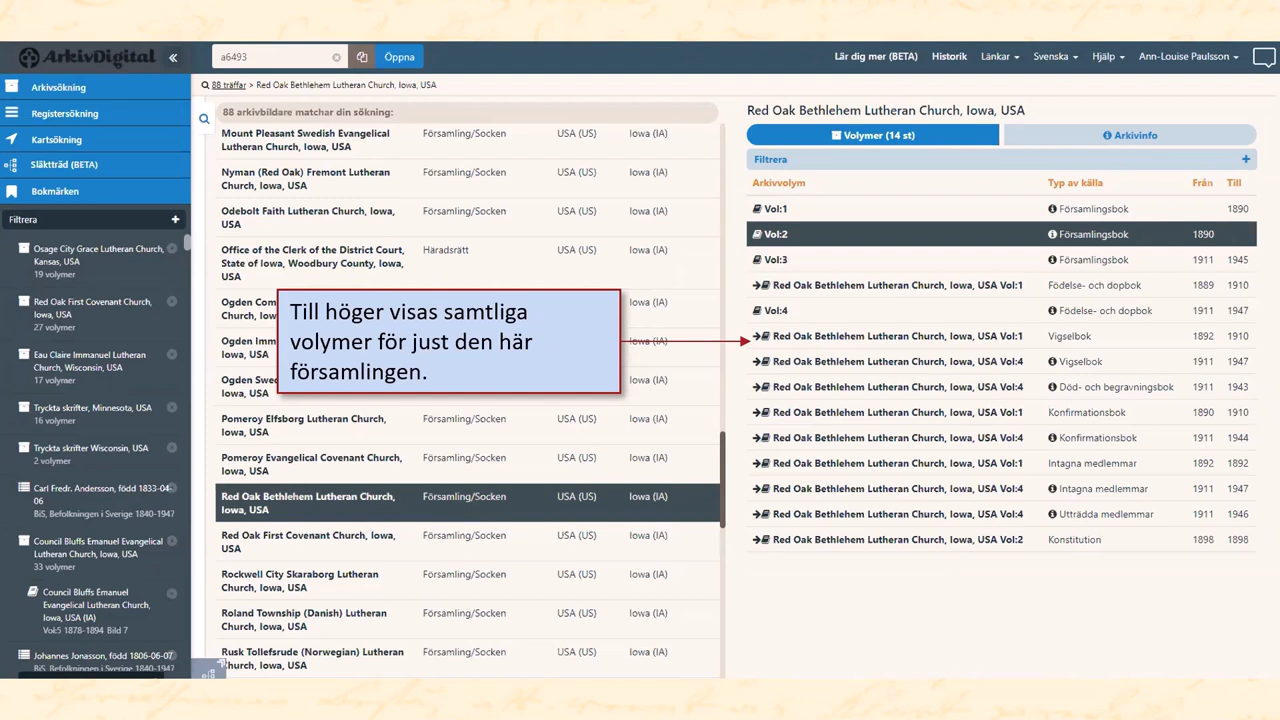 ArkivDigital
a6493
Öppna
Lär dig mer (BETA)
Historik
Länkar
Svenska
Hjälp
Ann-Louise Paulsson
Arkivsökning
Registersökning
Kartsökning
Släktträd (BETA)
Bokmärken
Filtrera
Osage City Grace Lutheran Church,
Kansas, USA
19 volymer
Red Oak First Covenant Church,
Iowa, USA
27 volymer
Eau Claire Immanuel Lutheran
Church, Wisconsin, USA
17 volymer
Tryckta skrifter, Minnesota, USA
16 volymer
Tryckta skrifter Wisconsin, USA
2 volymer
Carl Fredr. Andersson, född 1833-04-
06
BiS, Befolkningen i Sverige 1840-1947
Council Bluffs Emanuel Evangelical
Lutheran Church, Iowa, USA
33 volymer
Council Bluffs Emanuel
Evangelical Lutheran Church,
Iowa, USA (IA)
Vol:5 1878-1894 Bild 7
Johannes Jonasson, född 1806-06-07
BiS, Befolkningen i Sverige 1840-1947
88 träffar > Red Oak Bethlehem Lutheran Church, Iowa, USA
88 arkivbildare matchar din sökning:
Mount Pleasant Swedish Evangelical Församling/Socken USA (US) Iowa (IA)
Lutheran Church, Iowa, USA
Nyman (Red Oak) Fremont Lutheran Församling/Socken USA (US) Iowa (IA)
Church, Iowa, USA
Odebolt Faith Lutheran Church, Iowa, Församling/Socken USA (US) Iowa (IA)
USA
Office of the Clerk of the District Court, Häradsrätt USA (US) Iowa (IA)
State of Iowa, Woodbury County, Iowa,
USA
Ogden Com Iowa (IA)
Church, Iow
Ogden Imm Iowa (IA)
Iowa, USA
Ogden Swe Iowa (IA)
Iowa, USA
Till höger visas samtliga
volymer för just den här
församlingen.
Pomeroy Elfsborg Lutheran Church, Församling/Socken USA (US) Iowa (IA)
Iowa, USA
Pomeroy Evangelical Covenant Church, Församling/Socken USA (US) Iowa (IA)
Iowa, USA
Red Oak Bethlehem Lutheran Church, Församling/Socken USA (US) Iowa (IA)
Iowa, USA
Red Oak First Covenant Church, Iowa, Församling/Socken USA (US) Iowa (IA)
USA
Rockwell City Skaraborg Lutheran Församling/Socken USA (US) Iowa (IA)
Church, Iowa, USA
Roland Township (Danish) Lutheran Församling/Socken USA (US) Iowa (IA)
Church, Iowa, USA
Rusk Tollefsrude (Norwegian) Lutheran Församling/Socken USA (US) Iowa (IA)
Church, Iowa, USA
Red Oak Bethlehem Lutheran Church, Iowa, USA
Volymer (14 st)
Arkivinfo
Filtrera
Arkivvolym Typ av källa Från Till
Vol:1 Församlingsbok 1890
Vol:2 Församlingsbok 1890
Vol:3 Församlingsbok 1911 1945
Red Oak Bethlehem Lutheran Church, Iowa, USA Vol:1 Födelse- och dopbok 1889 1910
Vol:4 Födelse- och dopbok 1911 1947
Red Oak Bethlehem Lutheran Church, Iowa, USA Vol:1 Vigselbok 1892 1910
Red Oak Bethlehem Lutheran Church, Iowa, USA Vol:4 Vigselbok 1911 1947
Red Oak Bethlehem Lutheran Church, Iowa, USA Vol:4 Död- och begravningsbok 1911 1943
Red Oak Bethlehem Lutheran Church, Iowa, USA Vol:1 Konfirmationsbok 1890 1910
Red Oak Bethlehem Lutheran Church, Iowa, USA Vol:4 Konfirmationsbok 1911 1944
Red Oak Bethlehem Lutheran Church, Iowa, USA Vol:1 Intagna medlemmar 1892 1892
Red Oak Bethlehem Lutheran Church, Iowa, USA Vol:4 Intagna medlemmar 1911 1947
Red Oak Bethlehem Lutheran Church, Iowa, USA Vol:4 Utträdda medlemmar 1911 1946
Red Oak Bethlehem Lutheran Church, Iowa, USA Vol:2 Konstitution 1898 1898